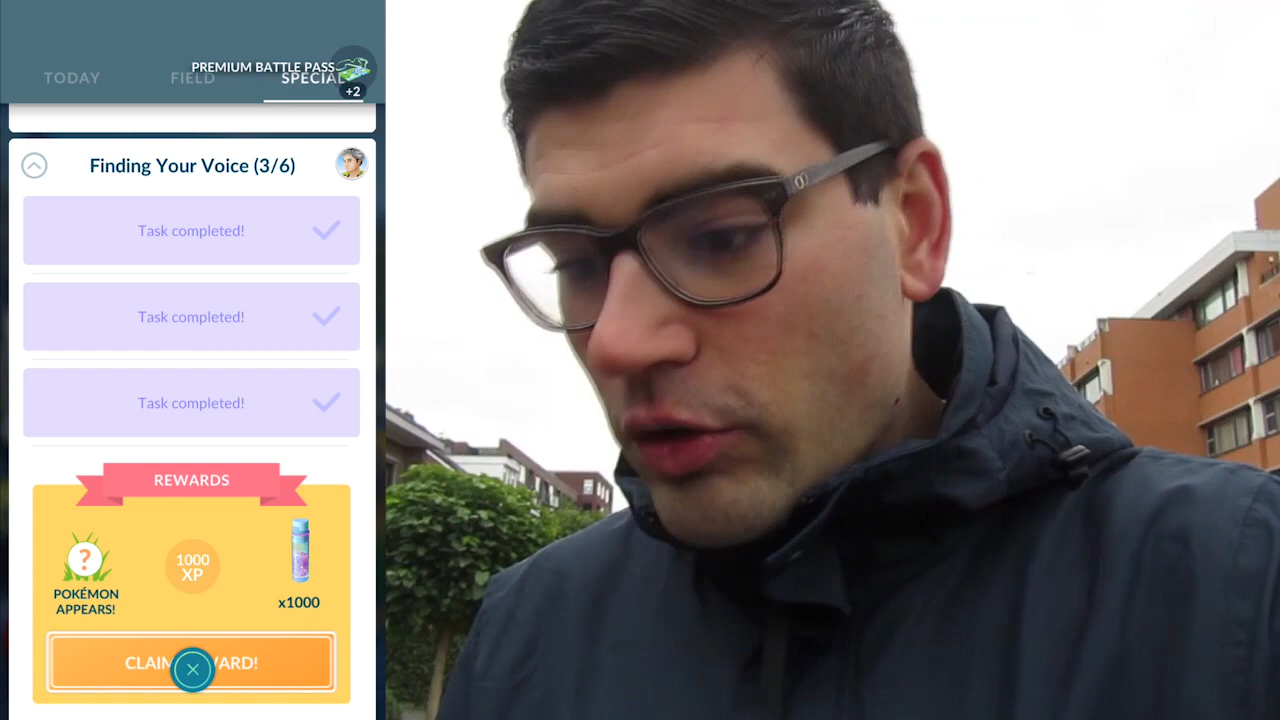 PREMIUM BATTLE PASS
TODAY
FIELD
SPECIAL
+2
Finding Your Voice (3/6)
Task completed!
Task completed!
Task completed!
REWARDS
?
1000
XP
POKÉMON
APPEARS!
x1000